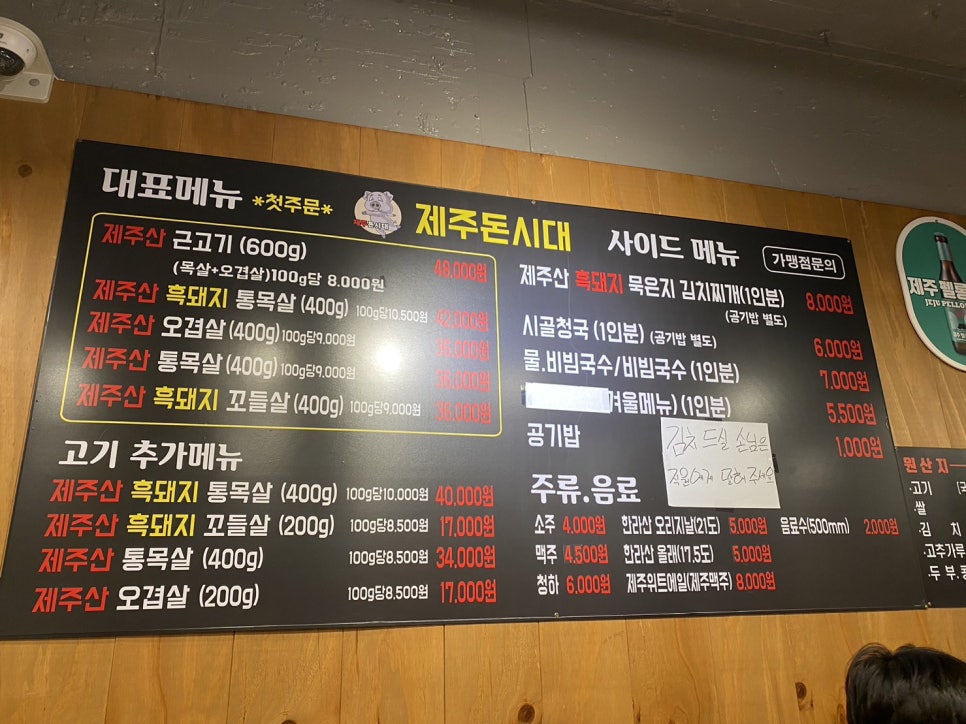 대표메뉴 *첫주문*
제주돈시대
제주산 근고기 (600g) 48,000원
(목살+오겹살)100g당 8.000원
제주산 흑돼지 통목살 (400g) 100g당10,500원 42,000원
제주산 오겹살 (400g) 100g당9,000원 36,000원
제주산 통목살 (400g) 100g당9,000원 36,000원
제주산 흑돼지 꼬들살 (400g) 100g당9,000원 36,000원
고기 추가메뉴
제주산 흑돼지 통목살 (400g) 100g당10,000원 40,000원
제주산 흑돼지 꼬들살 (200g) 100g당8,500원 17,000원
제주산 통목살 (400g) 100g당8,500원 34,000원
제주산 오겹살 (200g) 100g당8,500원 17,000원
제주돈시대
사이드 메뉴
가맹점문의
제주산 흑돼지 묵은지 김치찌개(1인분) 8,000원
(공기밥 별도)
시골청국 (1인분) (공기밥 별도) 6,000원
물.비빔국수/비빔국수 (1인분) 7,000원
겨울메뉴) (1인분) 5,500원
공기밥 1,000원
김치 드실 손님은
직원에게 말해주세요
주류.음료
소주 4,000원 한라산 오리지날(21도) 5,000원 음료수(500mm) 2,000원
맥주 4,500원 한라산 올래(17.5도) 5,000원
청하 6,000원 제주위트에일(제주맥주) 8,000원
제주 펠롱
JEJU PELLO
원산지
·고기
·쌀
·김 치
·고추가루
·두부.콩